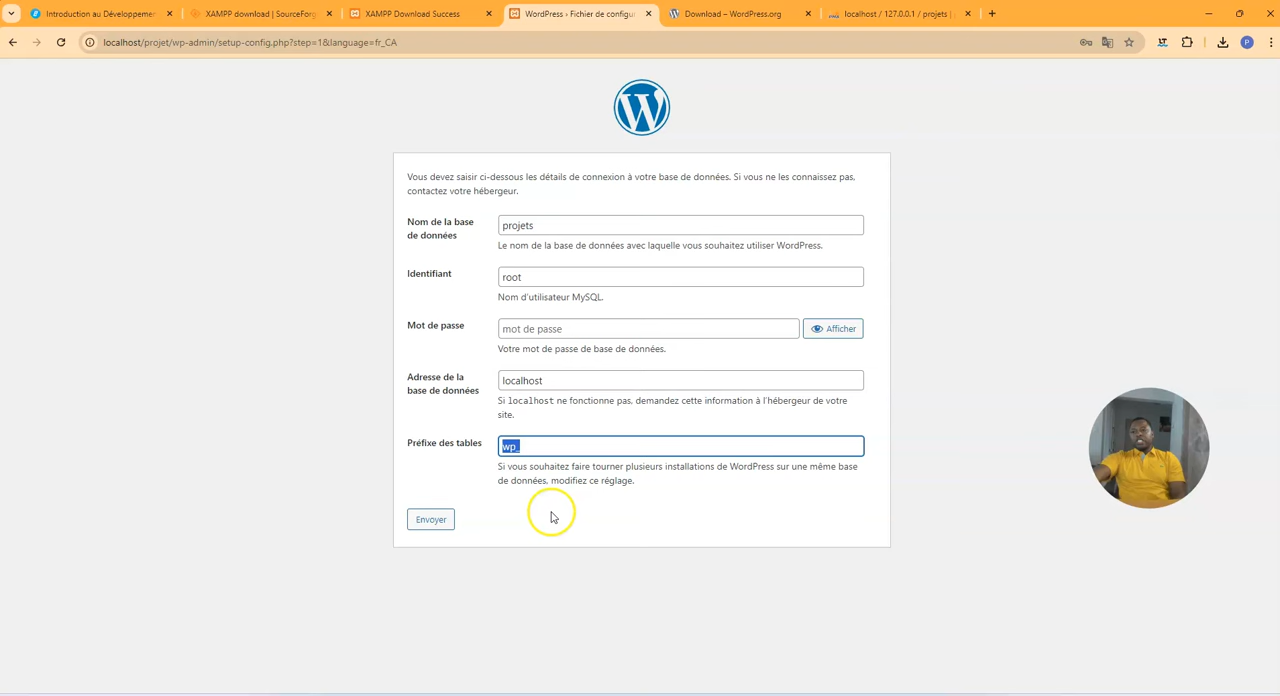 Introduction au Développemen
XAMPP download | SourceForg
XAMPP Download Success
WordPress › Fichier de configu
Download – WordPress.org
localhost / 127.0.0.1 / projets |
localhost/projet/wp-admin/setup-config.php?step=1&language=fr_CA
P
Vous devez saisir ci-dessous les détails de connexion à votre base de données. Si vous ne les connaissez pas,
contactez votre hébergeur.
Nom de la base
de données
projets
Le nom de la base de données avec laquelle vous souhaitez utiliser WordPress.
Identifiant
root
Nom d'utilisateur MySQL.
Mot de passe
mot de passe
Afficher
Votre mot de passe de base de données.
Adresse de la
base de données
localhost
Si localhost ne fonctionne pas, demandez cette information à l'hébergeur de votre
site.
Préfixe des tables
wp_
Si vous souhaitez faire tourner plusieurs installations de WordPress sur une même base
de données, modifiez ce réglage.
Envoyer